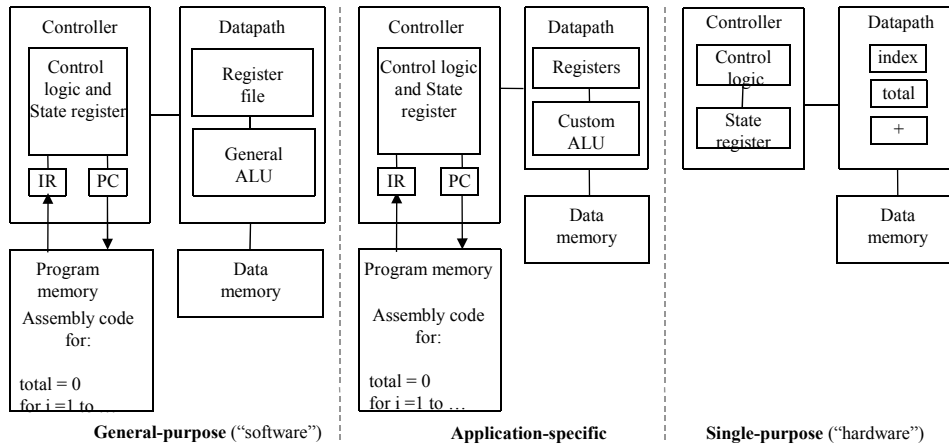 Controller
Control
logic and
State register
IR
PC
Datapath
Register
file
General
ALU
Program
memory
Assembly code
for:
total = 0
for i =1 to …
Data
memory
General-purpose (“software”)
Controller
Control logic
and State
register
IR
PC
Datapath
Registers
Custom
ALU
Data
memory
Program memory
Assembly code
for:
total = 0
for i =1 to …
Application-specific
Controller
Control
logic
State
register
Datapath
index
total
+
Data
memory
Single-purpose (“hardware”)